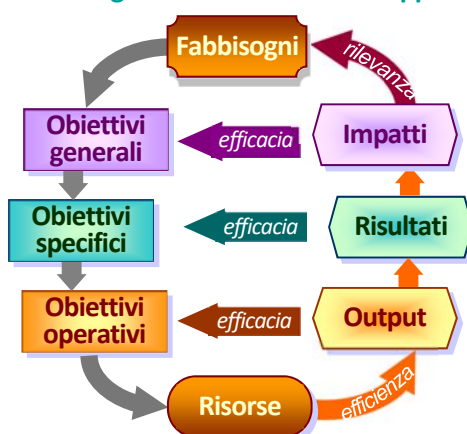 Fabbisogni
rilevanza
Obiettivi
generali
efficacia
Impatti
Obiettivi
specifici
efficacia
Risultati
Obiettivi
operativi
efficacia
Output
Risorse
efficienza